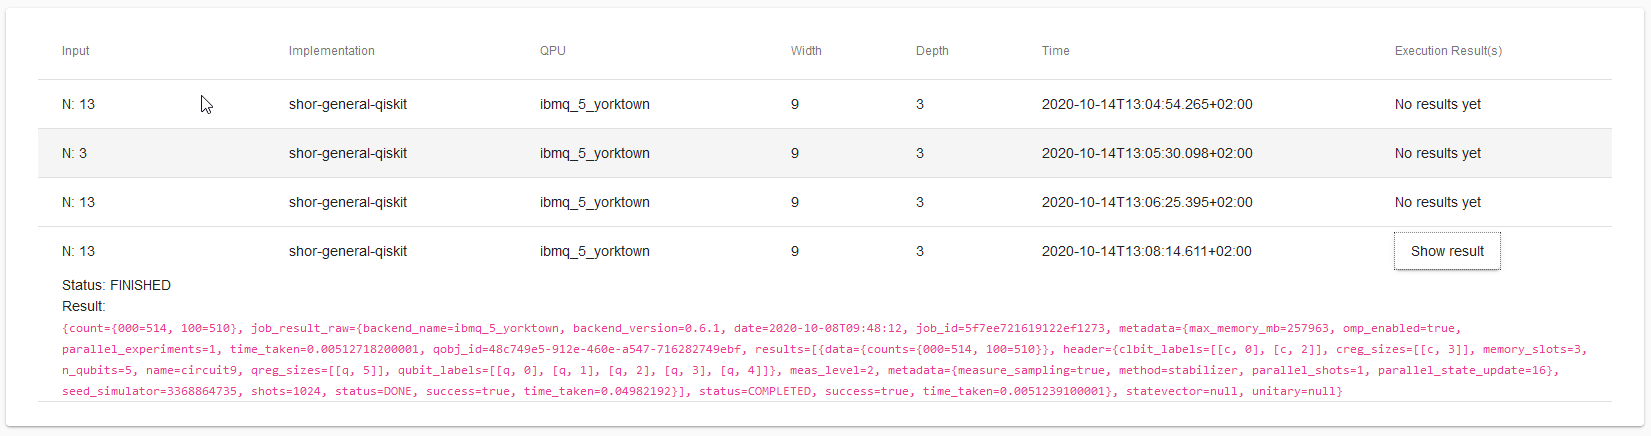 Input Implementation QPU Width Depth Time Execution Result(s)
N: 13 shor-general-qiskit ibmq_5_yorktown 9 3 2020-10-14T13:04:54.265+02:00 No results yet
N: 3 shor-general-qiskit ibmq_5_yorktown 9 3 2020-10-14T13:05:30.098+02:00 No results yet
N: 13 shor-general-qiskit ibmq_5_yorktown 9 3 2020-10-14T13:06:25.395+02:00 No results yet
N: 13 shor-general-qiskit ibmq_5_yorktown 9 3 2020-10-14T13:08:14.611+02:00 Show result
Status: FINISHED
Result:
{count={000=514, 100=510}, job_result_raw={backend_name=ibmq_5_yorktown, backend_version=0.6.1, date=2020-10-08T09:48:12, job_id=5f7ee721619122ef1273, metadata={max_memory_mb=257963, omp_enabled=true,
parallel_experiments=1, time_taken=0.00512718200001, qobj_id=48c749e5-912e-460e-a547-716282749ebf, results=[{data={counts={000=514, 100=510}}, header={clbit_labels=[[c, 0], [c, 2]], creg_sizes=[[c, 3]], memory_slots=3,
n_qubits=5, name=circuit9, qreg_sizes=[[q, 5]], qubit_labels=[[q, 0], [q, 1], [q, 2], [q, 3], [q, 4]]}, meas_level=2, metadata={measure_sampling=true, method=stabilizer, parallel_shots=1, parallel_state_update=16},
seed_simulator=3368864735, shots=1024, status=DONE, success=true, time_taken=0.04982192}], status=COMPLETED, success=true, time_taken=0.0051239100001}, statevector=null, unitary=null}